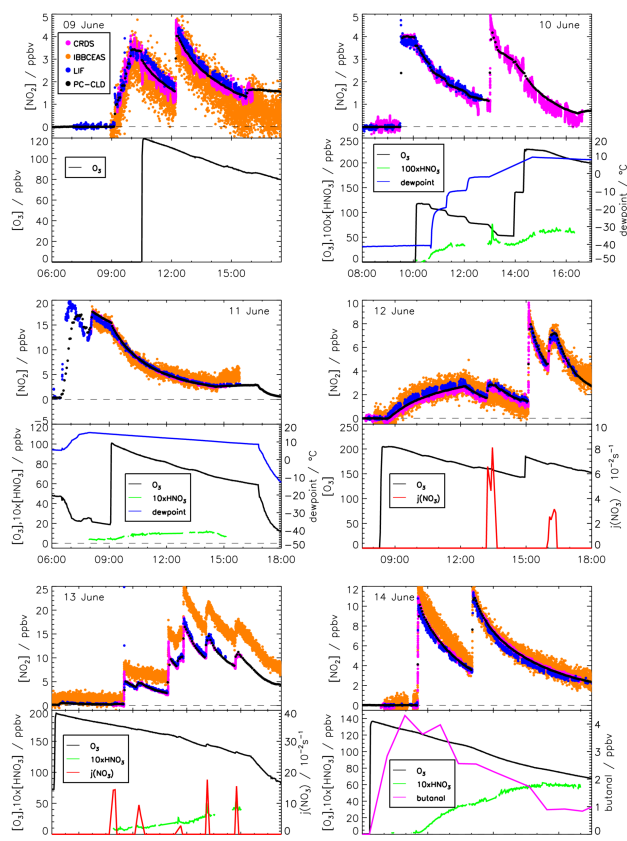 09 June
[NO2] / ppbv
5
4
3
2
1
0
CRDS
IBBCEAS
LIF
PC-CLD
[O3] / ppbv
120
100
80
60
40
20
0
O3
06:00 09:00 12:00 15:00
10 June
[NO2] / ppbv
5
4
3
2
1
0
[O3],100x[HNO3] / ppbv
250
200
150
100
50
0
O3
100xHNO3
dewpoint
20
10
0
−10
−20
−30
−40
−50
dewpoint / °C
08:00 10:00 12:00 14:00 16:00
11 June
[NO2] / ppbv
20
15
10
5
0
[O3],10x[HNO3] / ppbv
120
100
80
60
40
20
0
O3
10xHNO3
dewpoint
20
10
0
−10
−20
−30
−40
−50
dewpoint / °C
06:00 09:00 12:00 15:00 18:00
12 June
[NO2] / ppbv
10
8
6
4
2
0
[O3]
250
200
150
100
50
0
O3
j(NO3)
10
8
6
4
2
0
j(NO3) / 10−2s−1
09:00 12:00 15:00 18:00
13 June
[NO2] / ppbv
25
20
15
10
5
0
[O3],10x[HNO3] / ppbv
200
150
100
50
0
O3
10xHNO3
j(NO3)
40
30
20
10
0
j(NO3) / 10−2s−1
14 June
[NO2] / ppbv
12
10
8
6
4
2
0
[O3],10x[HNO3] / ppbv
140
120
100
80
60
40
20
0
O3
10xHNO3
butanal
4
3
2
1
0
butanal / ppbv